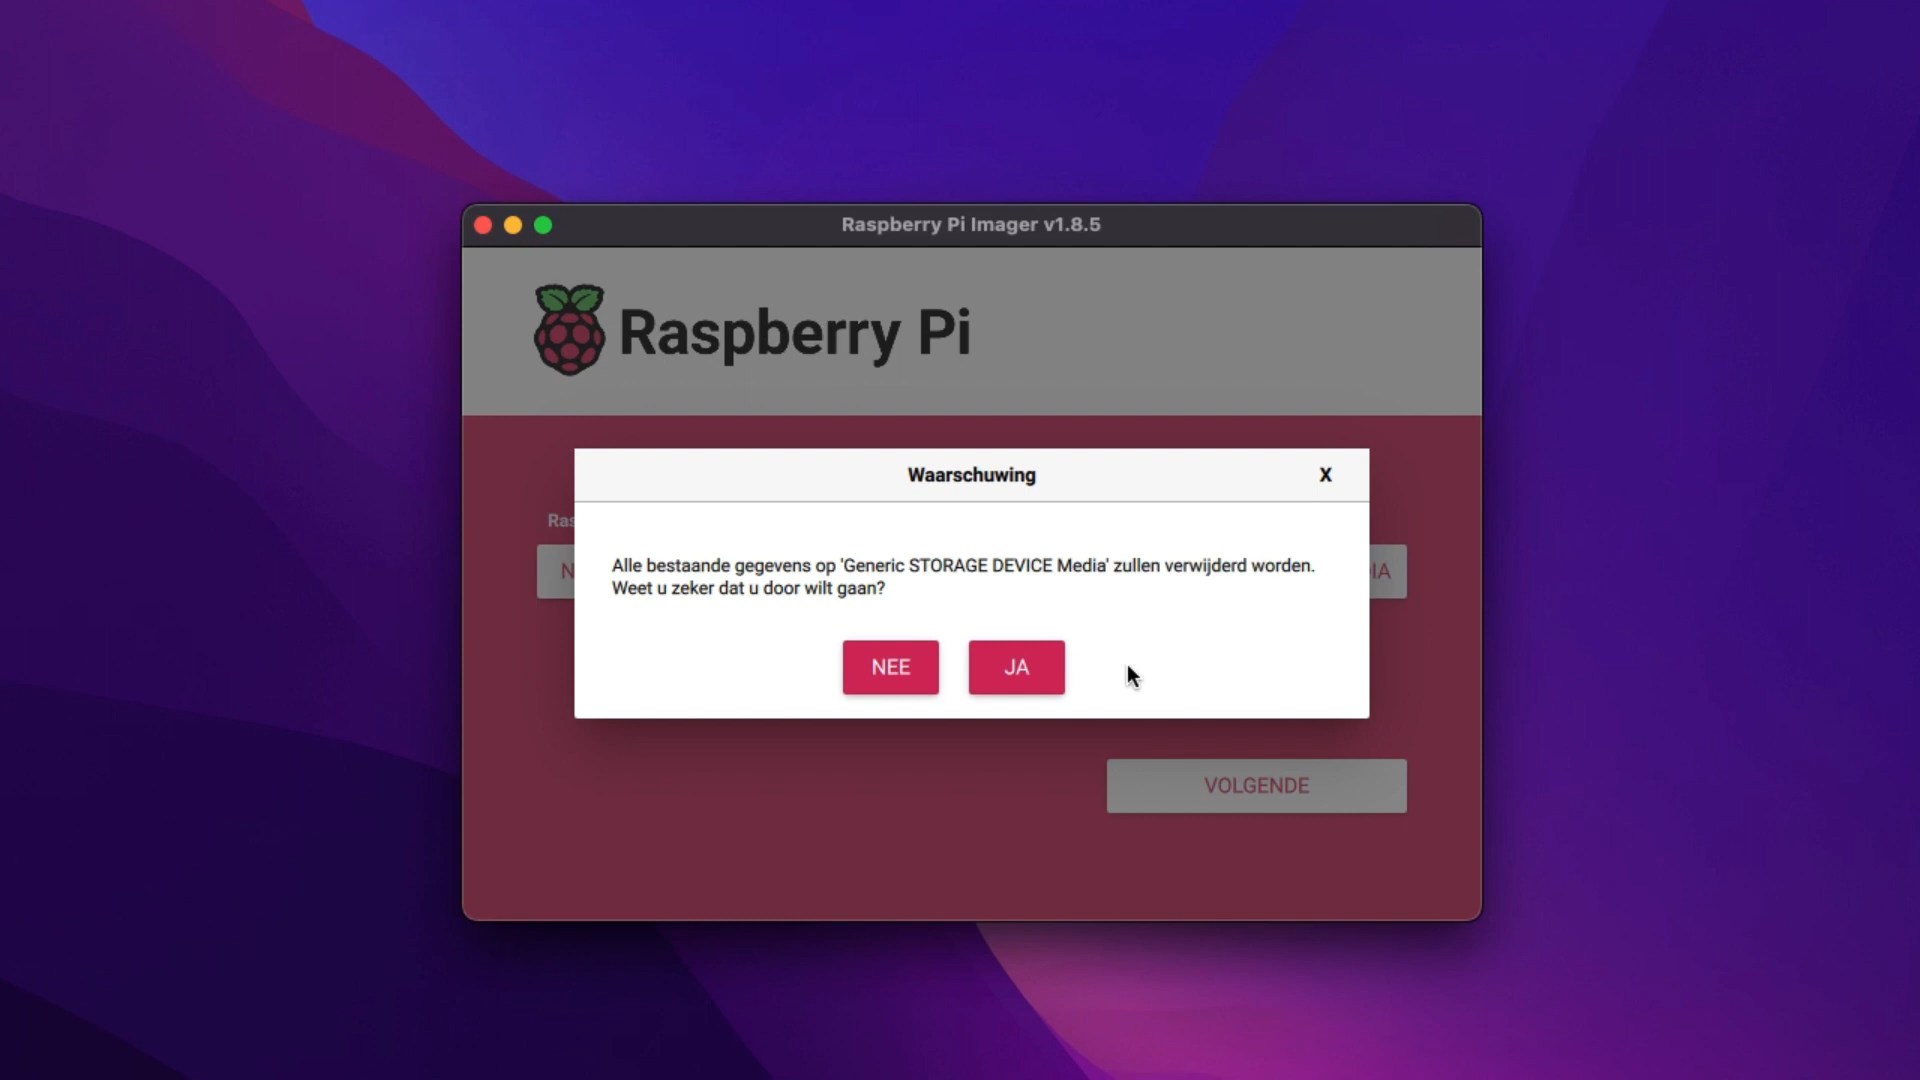 Raspberry Pi Imager v1.8.5
Raspberry Pi
Waarschuwing X
Alle bestaande gegevens op 'Generic STORAGE DEVICE Media' zullen verwijderd worden.
Weet u zeker dat u door wilt gaan?
NEE JA
VOLGENDE